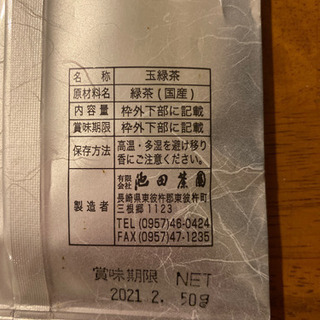 名 称 玉緑茶
原材料名 緑茶(国産)
内容量 枠外下部に記載
賞味期限 枠外下部に記載
保存方法 高温・多湿を避け移り
香にご注意ください。
製造者 有限会社 池田茶園
長崎県東彼杵郡東彼杵町
三根郷1123
TEL (0957)46-0424
FAX (0957)47-1235
賞味期限 NET
2021 2. 50g